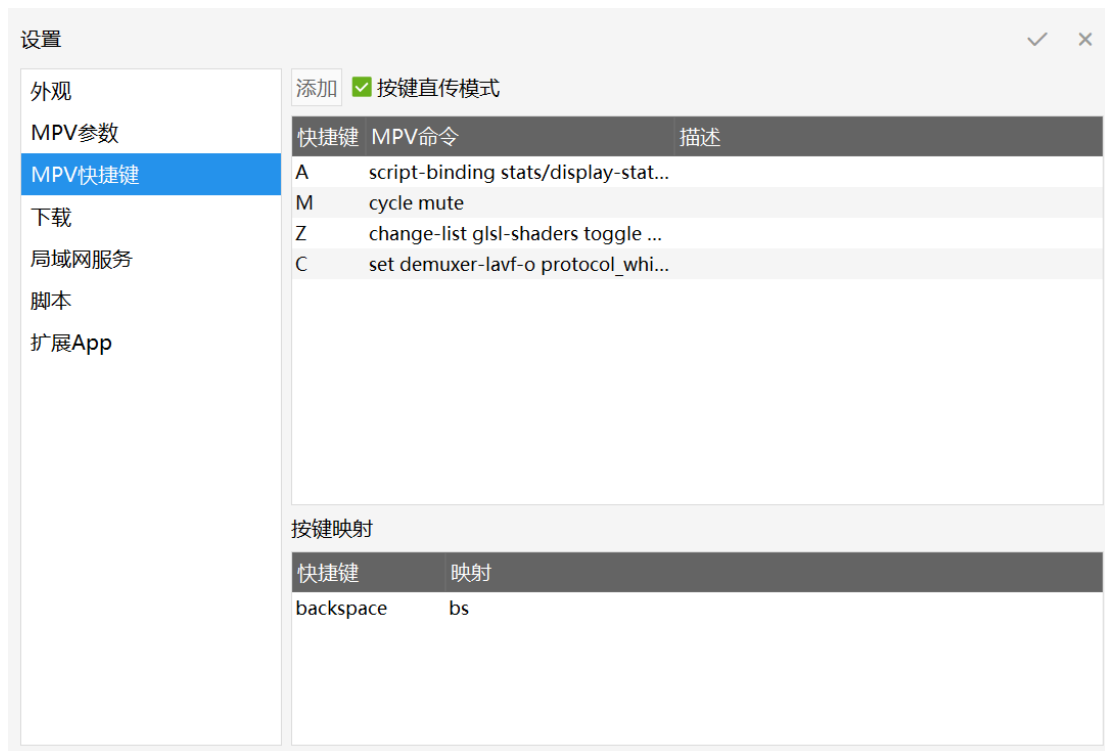 设置
外观
MPV参数
MPV快捷键
下载
局域网服务
脚本
扩展App
添加 按键直传模式
快捷键 MPV命令 描述
A script-binding stats/display-stat...
M cycle mute
Z change-list glsl-shaders toggle ...
C set demuxer-lavf-o protocol_whi...
按键映射
快捷键 映射
backspace bs